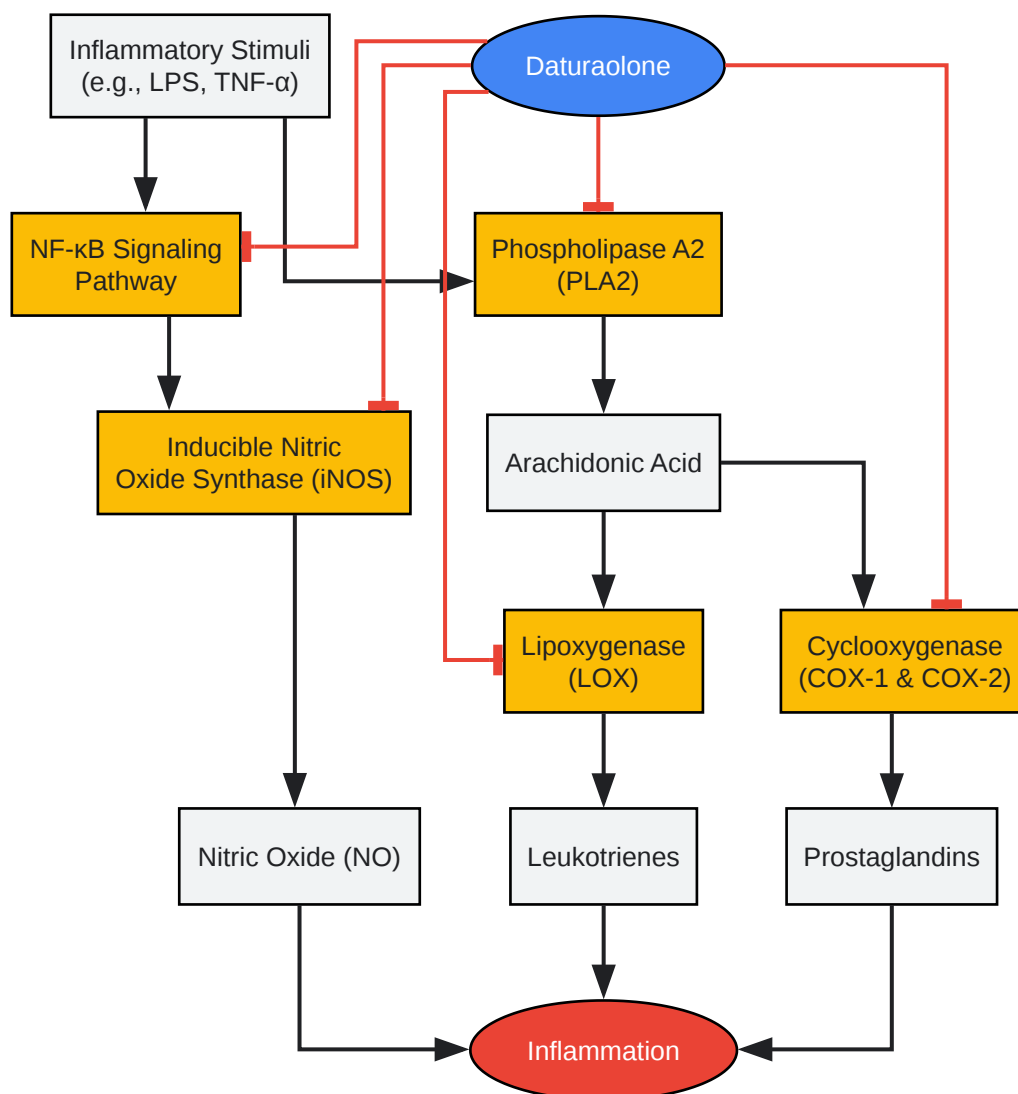 Inflammatory Stimuli
(e.g., LPS, TNF-α)
Daturaolone
NF-κB Signaling
Pathway
Phospholipase A2
(PLA2)
Inducible Nitric
Oxide Synthase (iNOS)
Arachidonic Acid
Lipoxygenase
(LOX)
Cyclooxygenase
(COX-1 & COX-2)
Nitric Oxide (NO)
Leukotrienes
Prostaglandins
Inflammation